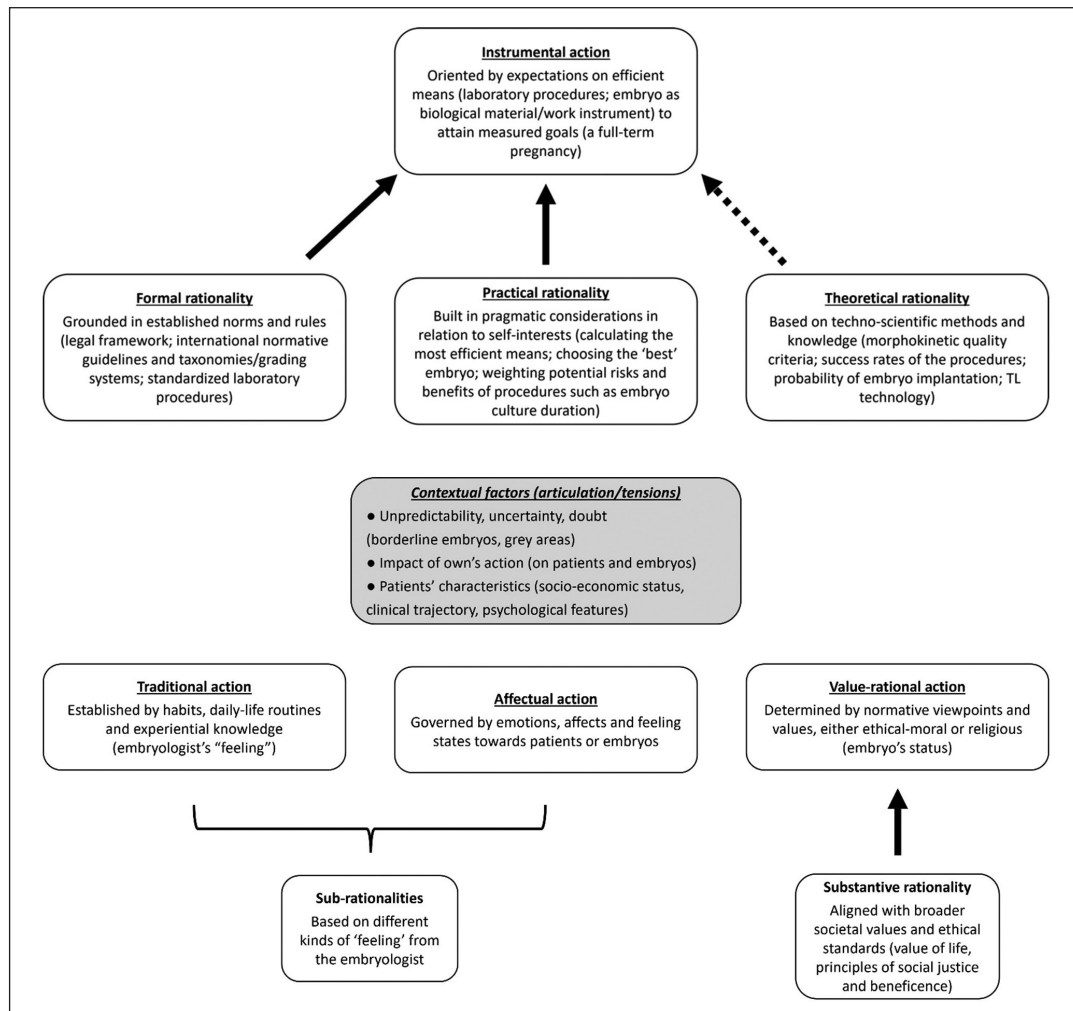 Instrumental action
Oriented by expectations on efficient
means (laboratory procedures; embryo as
biological material/work instrument) to
attain measured goals (a full-term
pregnancy)
Formal rationality
Grounded in established norms and rules
(legal framework; international normative
guidelines and taxonomies/grading
systems; standardized laboratory
procedures)
Practical rationality
Built in pragmatic considerations in
relation to self-interests (calculating the
most efficient means; choosing the ‘best’
embryo; weighting potential risks and
benefits of procedures such as embryo
culture duration)
Theoretical rationality
Based on techno-scientific methods and
knowledge (morphokinetic quality
criteria; success rates of the procedures;
probability of embryo implantation; TL
technology)
Contextual factors (articulation/tensions)
● Unpredictability, uncertainty, doubt
(borderline embryos, grey areas)
● Impact of own’s action (on patients and embryos)
● Patients’ characteristics (socio-economic status,
clinical trajectory, psychological features)
Traditional action
Established by habits, daily-life routines
and experiential knowledge
(embryologist’s “feeling”)
Affectual action
Governed by emotions, affects and feeling
states towards patients or embryos
Value-rational action
Determined by normative viewpoints and
values, either ethical-moral or religious
(embryo’s status)
Sub-rationalities
Based on different
kinds of ‘feeling’ from
the embryologist
Substantive rationality
Aligned with broader
societal values and ethical
standards (value of life,
principles of social justice
and beneficence)